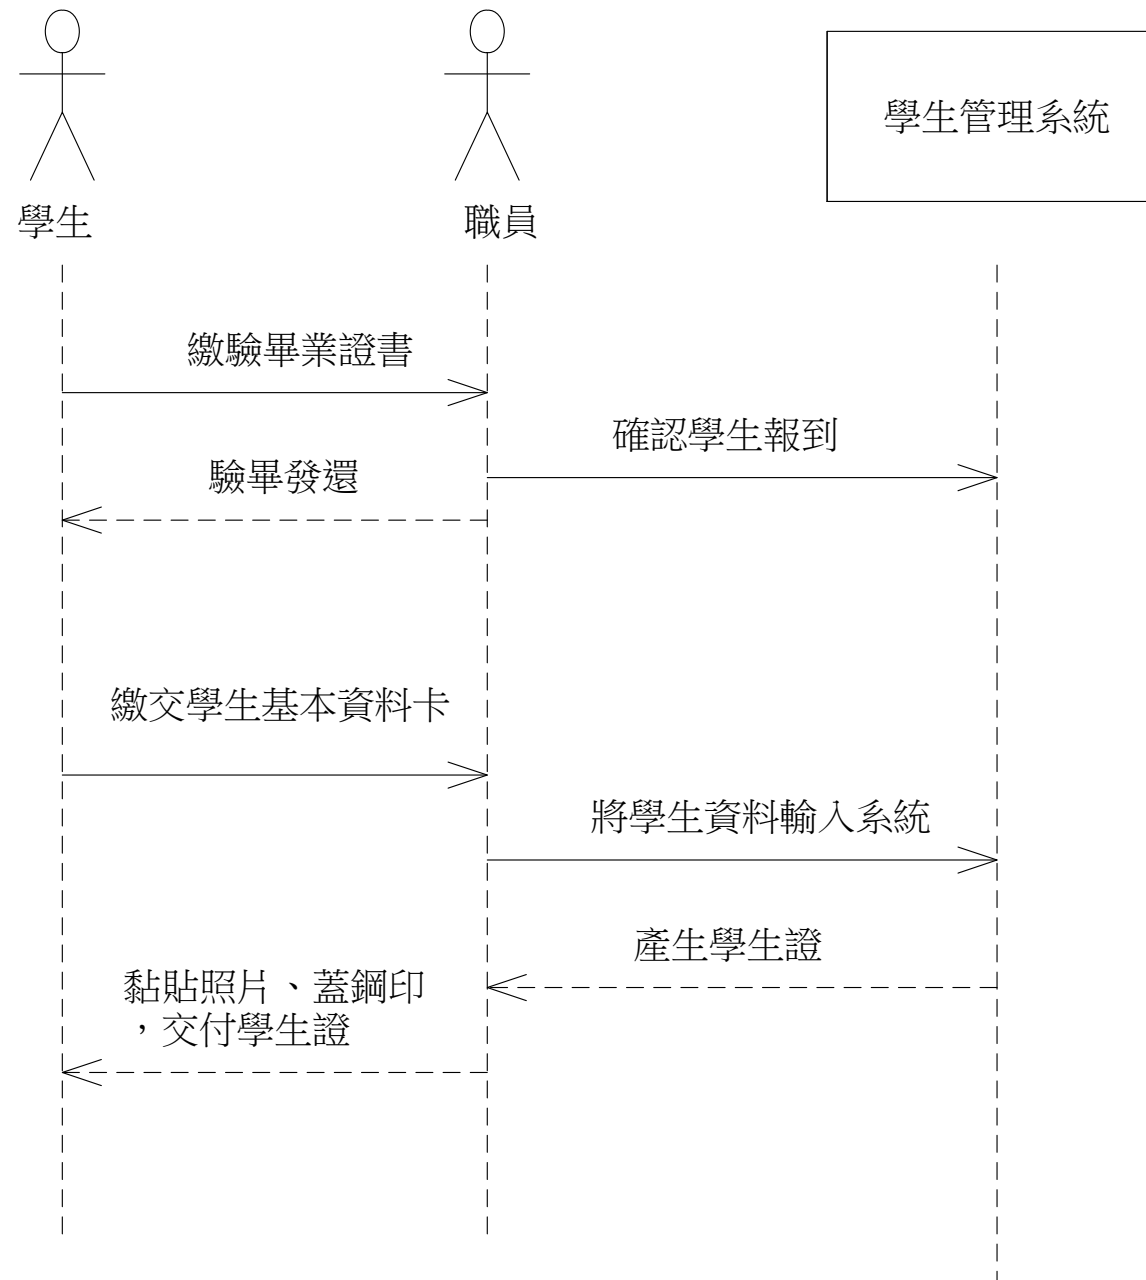 學生管理系統
學生
職員
繳驗畢業證書
確認學生報到
驗畢發還
繳交學生基本資料卡
將學生資料輸入系統
產生學生證
黏貼照片、蓋鋼印
，交付學生證